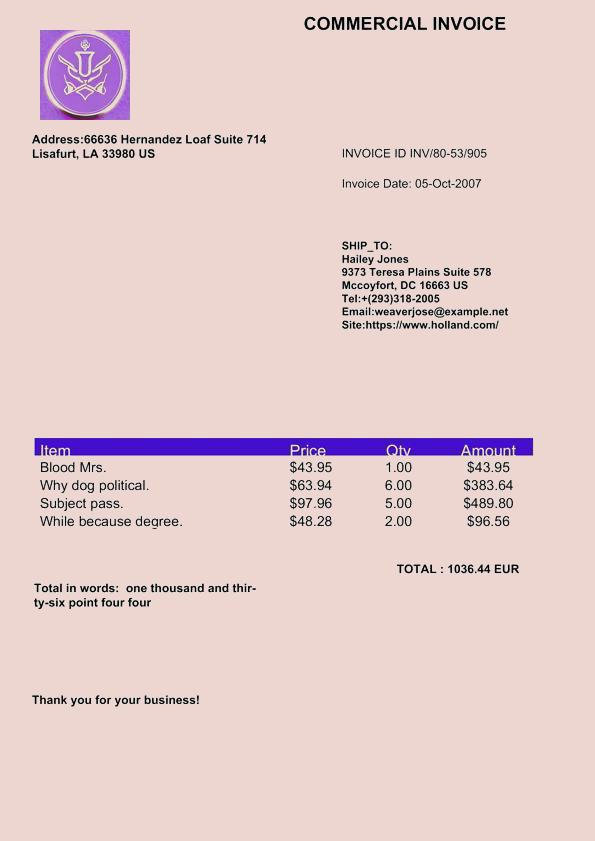 COMMERCIAL INVOICE
Address:66636 Hernandez Loaf Suite 714
Lisafurt, LA 33980 US
INVOICE ID INV/80-53/905
Invoice Date: 05-Oct-2007
SHIP_TO:
Hailey Jones
9373 Teresa Plains Suite 578
Mccoyfort, DC 16663 US
Tel:+(293)318-2005
Email:weaverjose@example.net
Site:https://www.holland.com/
Item Price Qty Amount
Blood Mrs. $43.95 1.00 $43.95
Why dog political. $63.94 6.00 $383.64
Subject pass. $97.96 5.00 $489.80
While because degree. $48.28 2.00 $96.56
TOTAL : 1036.44 EUR
Total in words:  one thousand and thir-
ty-six point four four
Thank you for your business!